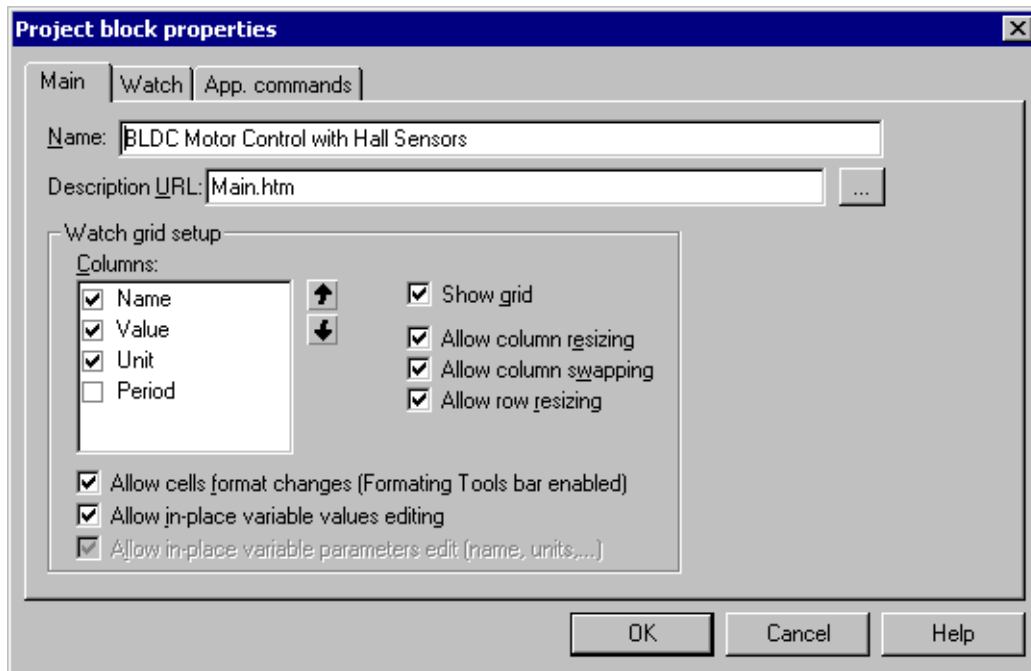 Project block properties
Main Watch App. commands
Name: BLDC Motor Control with Hall Sensors
Description URL: Main.htm ...
Watch grid setup
Columns:
Name
Value
Unit
Period
Show grid
Allow column resizing
Allow column swapping
Allow row resizing
Allow cells format changes (Formating Tools bar enabled)
Allow in-place variable values editing
Allow in-place variable parameters edit (name, units,...)
OK Cancel Help